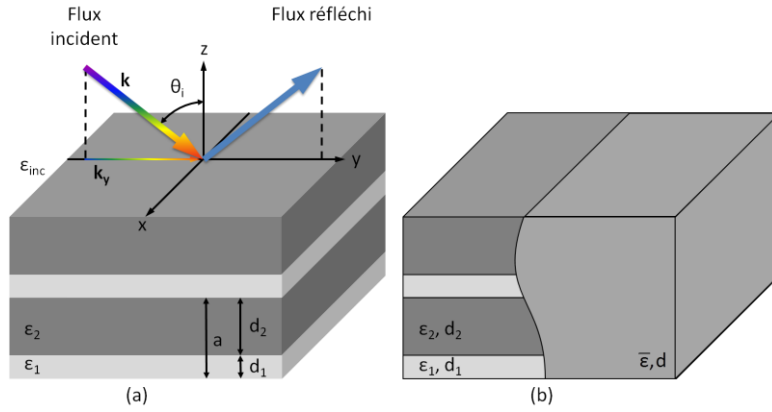 Flux
incident
Flux réfléchi
z
k
θi
εinc
ky
y
x
ε2
a
d2
ε1
d1
(a)
ε2, d2
ε1, d1
ε̅,d
(b)